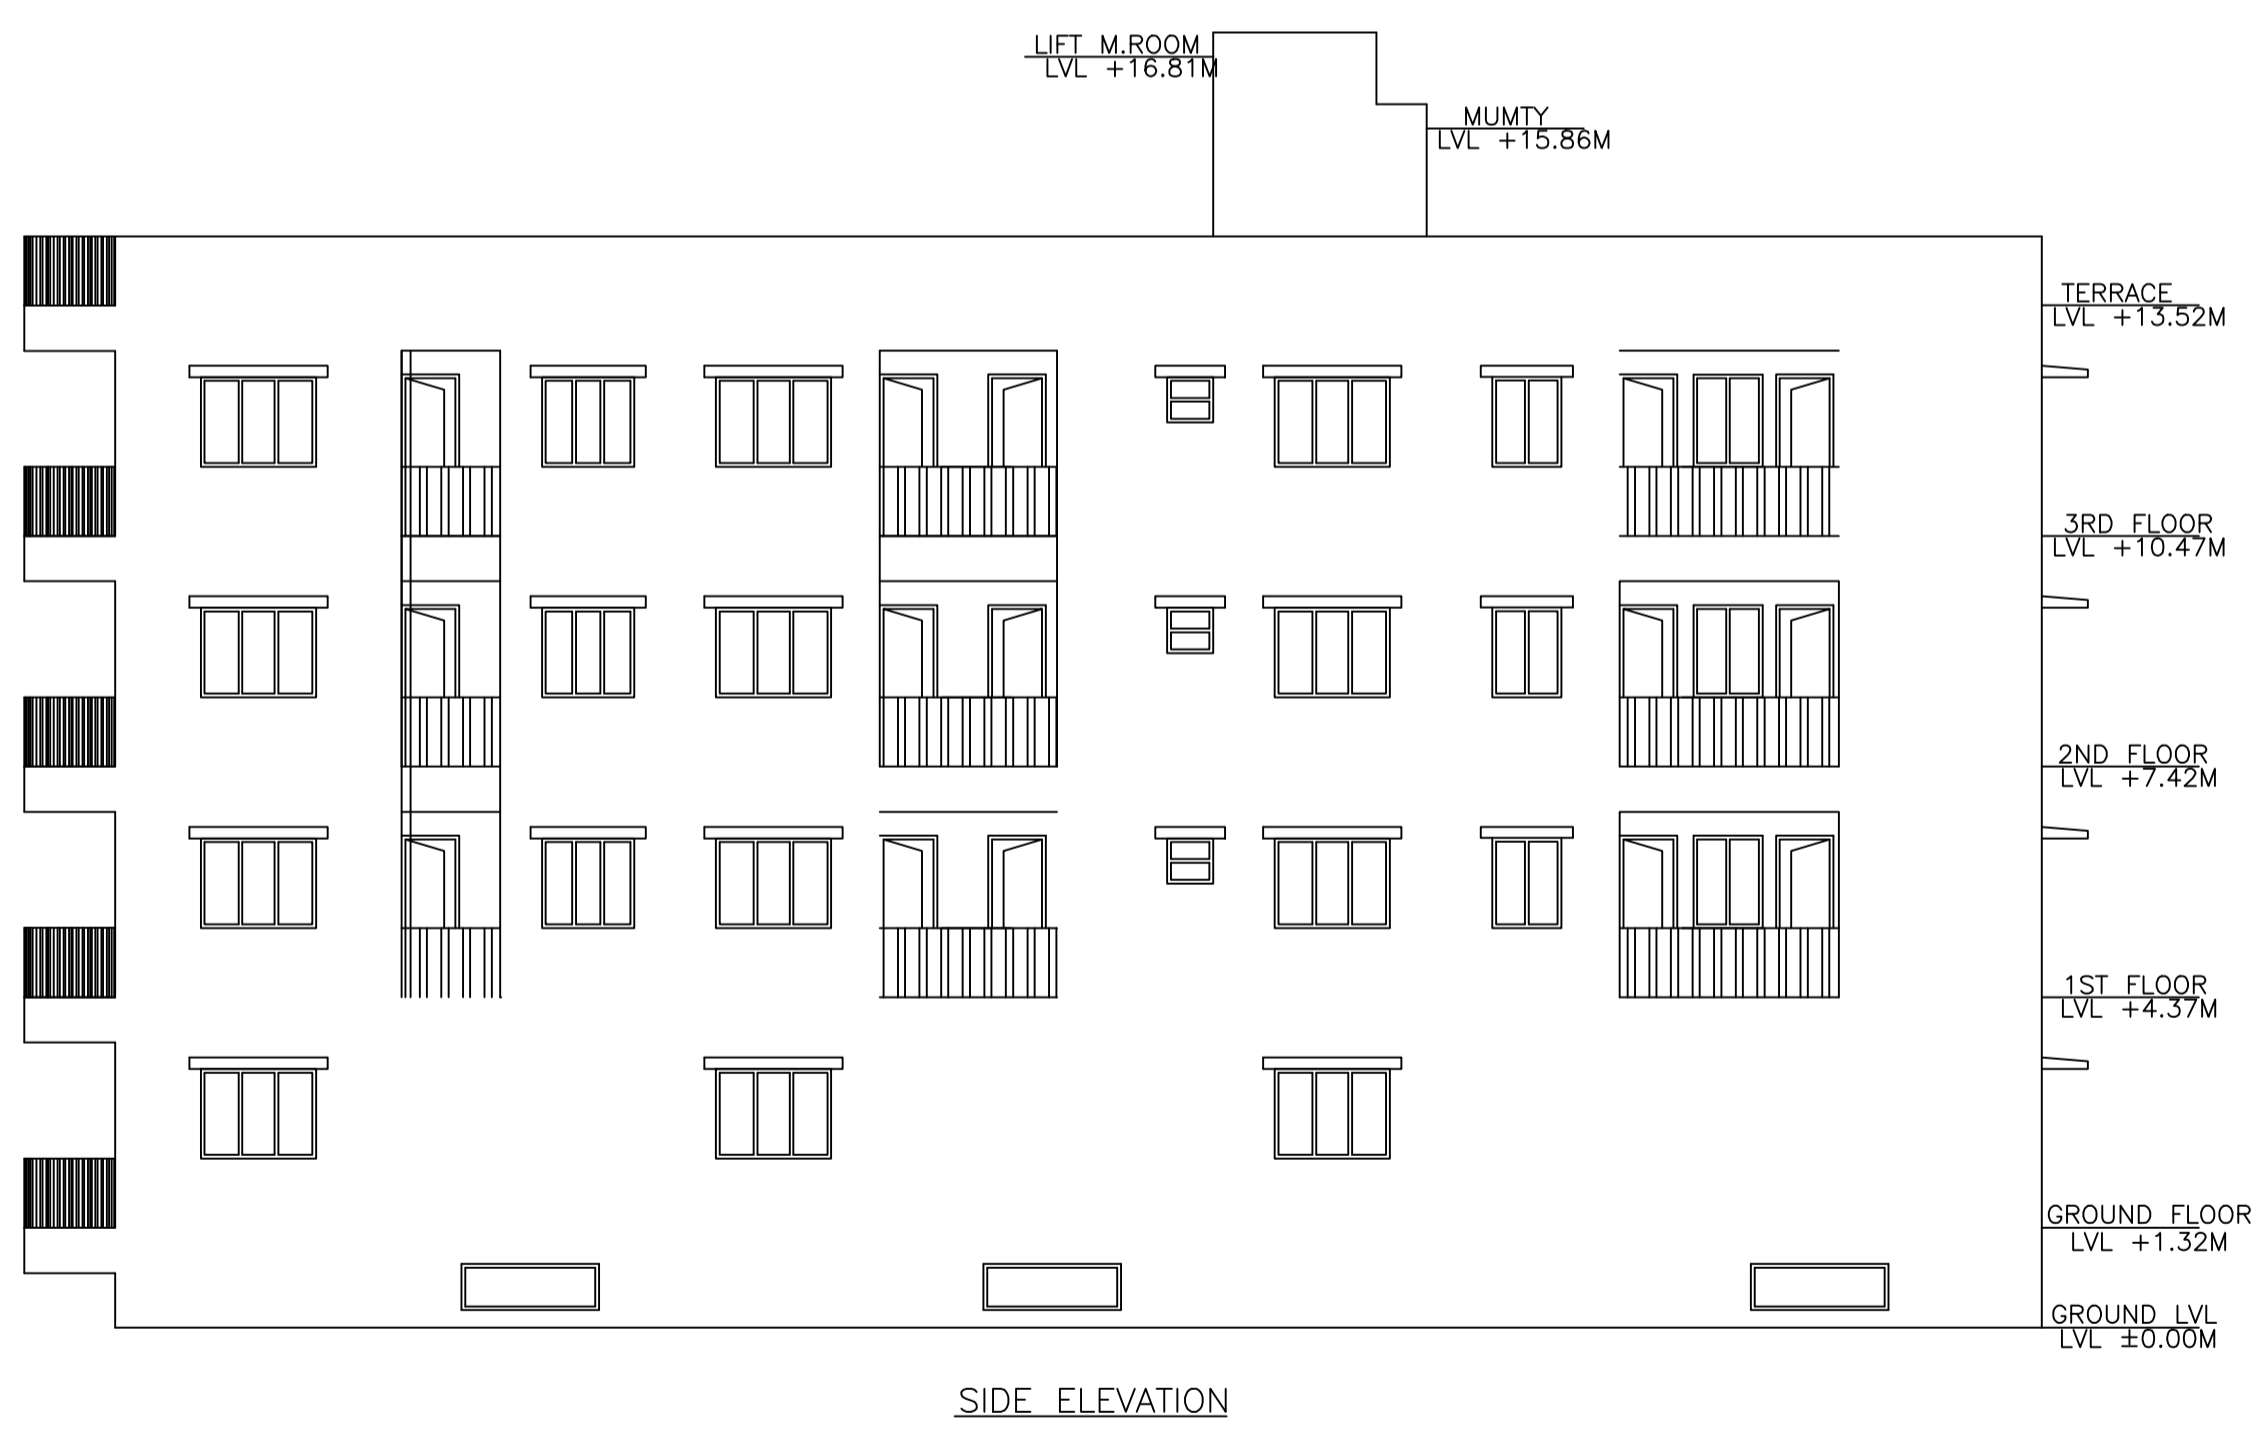 LIFT M.ROOM
LVL +16.81M
MUMTY
LVL +15.86M
TERRACE
LVL +13.52M
3RD FLOOR
LVL +10.47M
2ND FLOOR
LVL +7.42M
1ST FLOOR
LVL +4.37M
GROUND FLOOR
LVL +1.32M
GROUND LVL
LVL ±0.00M
SIDE ELEVATION